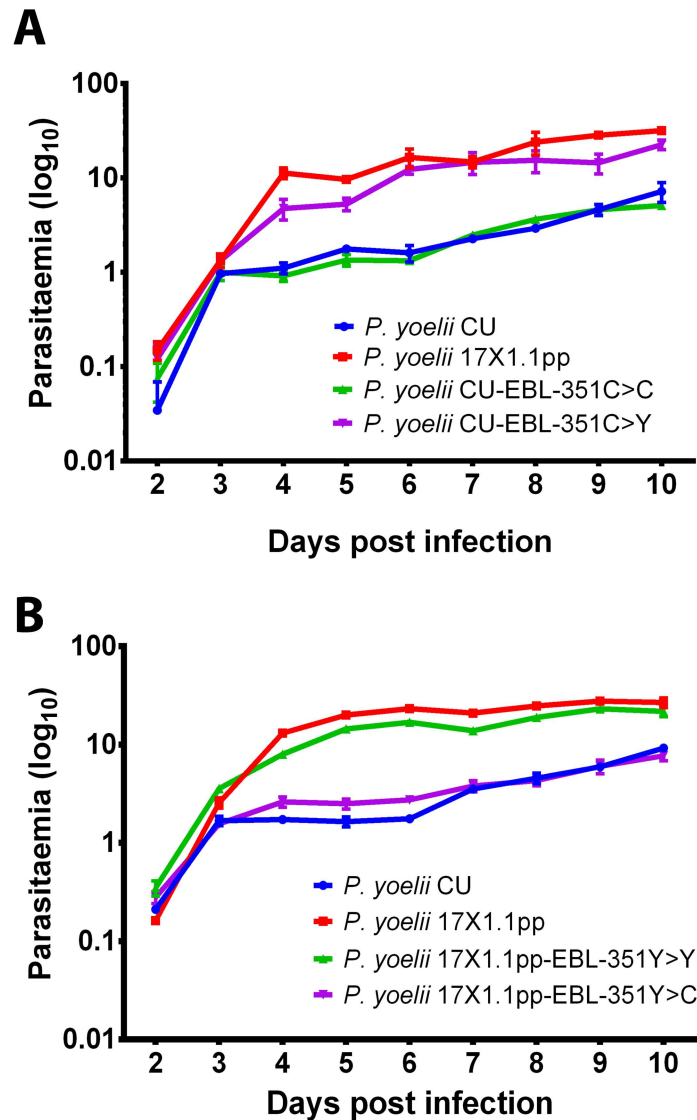 A
Parasitaemia (log10)
100
10
1
0.1
0.01
P. yoelii CU
P. yoelii 17X1.1pp
P. yoelii CU-EBL-351C>C
P. yoelii CU-EBL-351C>Y
2 3 4 5 6 7 8 9 10
Days post infection
B
Parasitaemia (log10)
100
10
1
0.1
0.01
P. yoelii CU
P. yoelii 17X1.1pp
P. yoelii 17X1.1pp-EBL-351Y>Y
P. yoelii 17X1.1pp-EBL-351Y>C
2 3 4 5 6 7 8 9 10
Days post infection